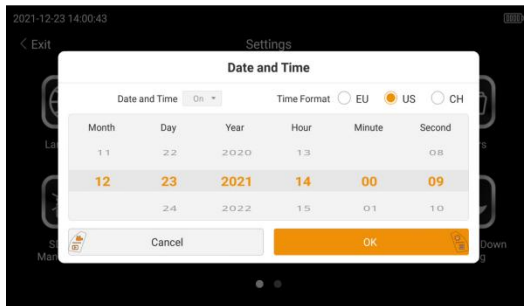 2021-12-23 14:00:43
< Exit Settings
Date and Time
Date and Time On Time Format EU US CH
Month Day Year Hour Minute Second
11 22 2020 13 08
12 23 2021 14 00 09
24 2022 15 01 10
Cancel OK
Down